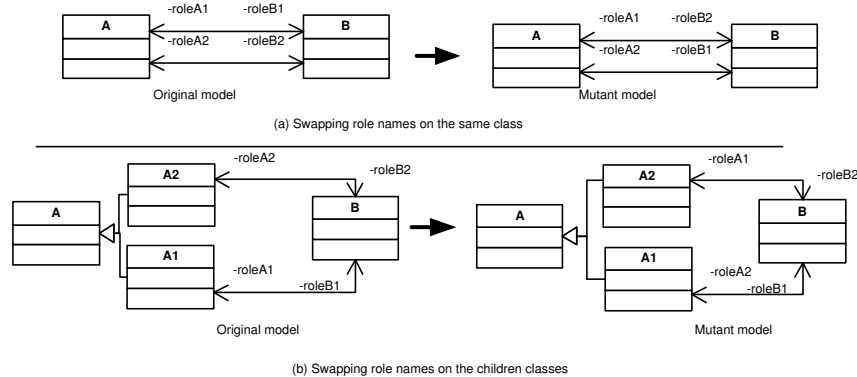 -roleA1 -roleB1
A B
-roleA2 -roleB2
Original model
-roleA1 -roleB2
A B
-roleA2 -roleB1
Mutant model
(a) Swapping role names on the same class
-roleA2
-roleB2
A2
A
B
A1
-roleA1
-roleB1
Original model
-roleA1
-roleB2
A2
A
B
A1
-roleA2
-roleB1
Mutant model
(b) Swapping role names on the children classes